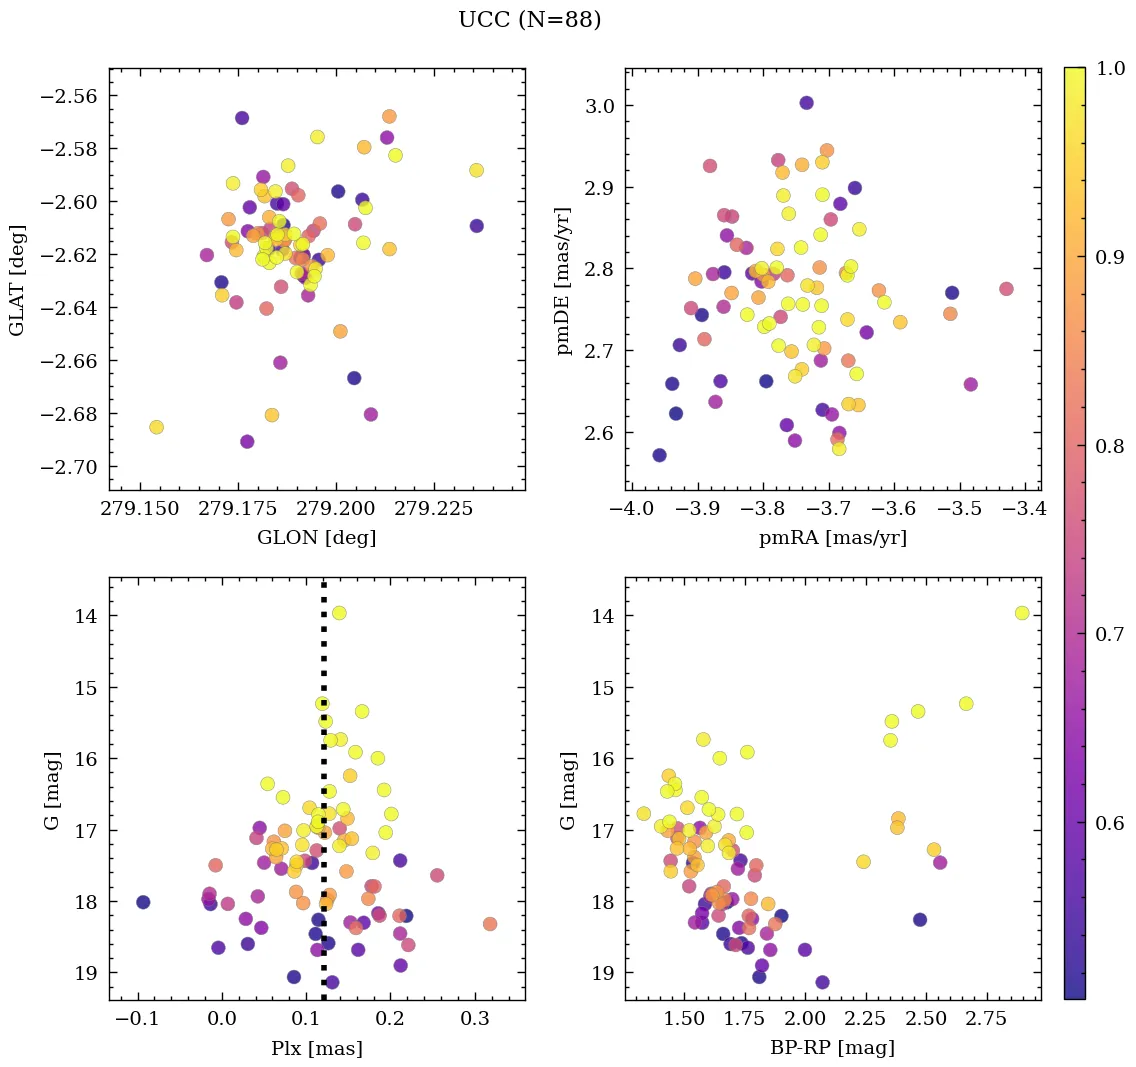 UCC (N=88)
−2.56
−2.58
−2.60
−2.62
−2.64
−2.66
−2.68
−2.70
GLAT [deg]
279.150 279.175 279.200 279.225
GLON [deg]
3.0
2.9
2.8
2.7
2.6
pmDE [mas/yr]
−4.0 −3.9 −3.8 −3.7 −3.6 −3.5 −3.4
pmRA [mas/yr]
14
15
16
17
18
19
G [mag]
−0.1 0.0 0.1 0.2 0.3
Plx [mas]
14
15
16
17
18
19
G [mag]
1.50 1.75 2.00 2.25 2.50 2.75
BP-RP [mag]
1.0
0.9
0.8
0.7
0.6